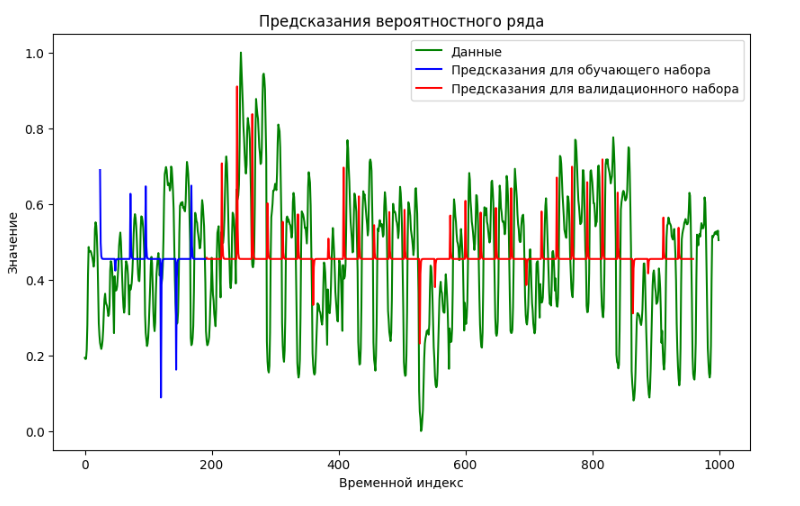 Предсказания вероятностного ряда
Данные
Предсказания для обучающего набора
Предсказания для валидационного набора
Значение
1.0
0.8
0.6
0.4
0.2
0.0
0
200
400
600
800
1000
Временной индекс